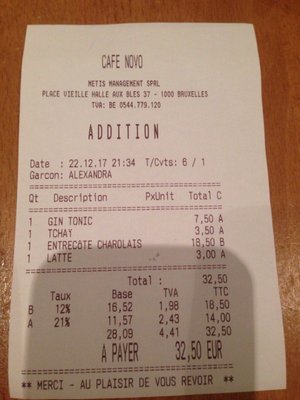 CAFE NOVO
METIS MANAGEMENT SPRL
PLACE VIEILLE HALLE AUX BLES 37 - 1000 BRUXELLES
TVA: BE 0544.779.120
ADDITION
Date : 22.12.17 21:34 T/Cvts: 6 / 1
Garcon: ALEXANDRA
Qt Description PxUnit Total C
1 GIN TONIC 7,50 A
1 TCHAY 3,50 A
1 ENTRECÔTE CHAROLAIS 18,50 B
1 LATTE 3,00 A
Total : 32,50
Taux Base TVA TTC
B 12% 16,52 1,98 18,50
A 21% 11,57 2,43 14,00
28,09 4,41 32,50
A PAYER 32,50 EUR
** MERCI - AU PLAISIR DE VOUS REVOIR **